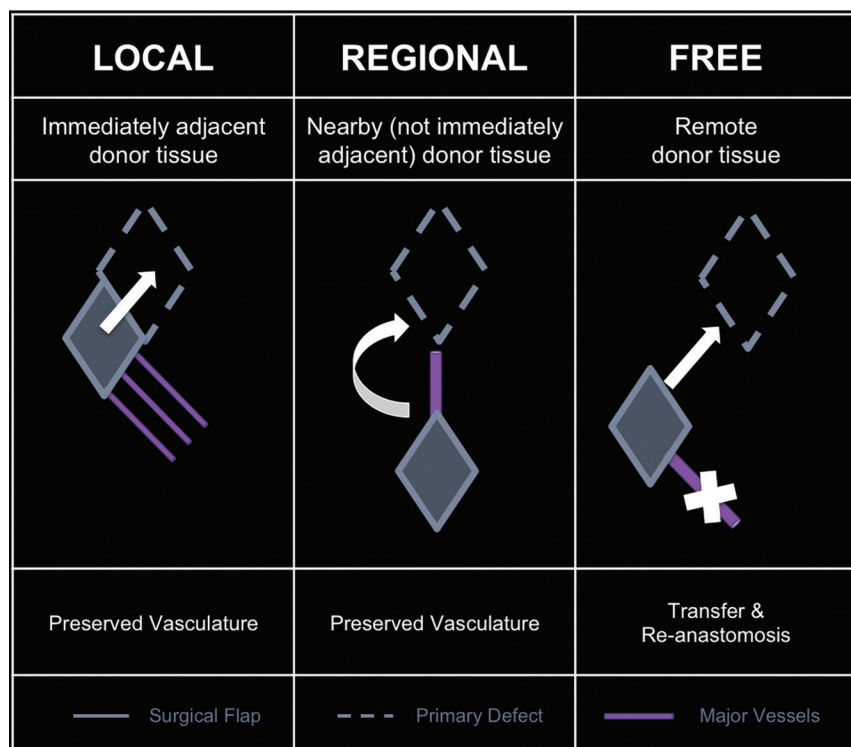 LOCAL
REGIONAL
FREE
Immediately adjacent
donor tissue
Nearby (not immediately
adjacent) donor tissue
Remote
donor tissue
Preserved Vasculature
Preserved Vasculature
Transfer &
Re-anastomosis
Surgical Flap
Primary Defect
Major Vessels